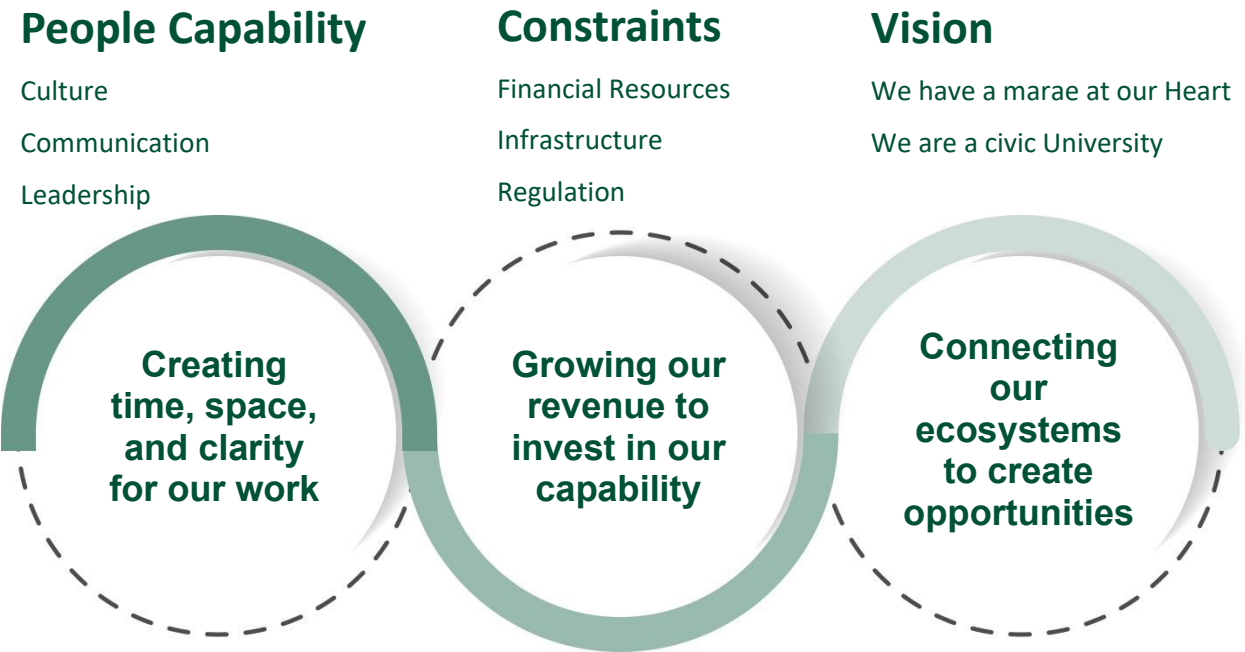 People Capability
Culture
Communication
Leadership
Constraints
Financial Resources
Infrastructure
Regulation
Vision
We have a marae at our Heart
We are a civic University
Creating
time, space,
and clarity
for our work
Growing our
revenue to
invest in our
capability
Connecting
our
ecosystems
to create
opportunities